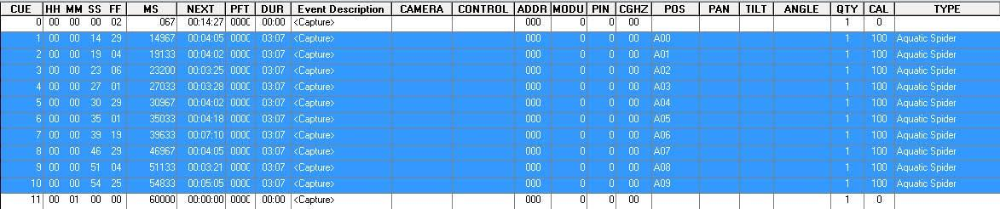 CUE HH MM SS FF MS NEXT PFT DUR Event Description CAMERA CONTROL ADDR MODU PIN CGHZ POS PAN TILT ANGLE QTY CAL TYPE
0 00 00 00 02 067 00:14:27 0000 00:00 <Capture> 000 0 0 00 1 0
1 00 00 14 29 14967 00:04:05 0000 03:07 <Capture> 000 0 0 00 A00 1 100 Aquatic Spider
2 00 00 19 04 19133 00:04:02 0000 03:07 <Capture> 000 0 0 00 A01 1 100 Aquatic Spider
3 00 00 23 06 23200 00:03:25 0000 03:07 <Capture> 000 0 0 00 A02 1 100 Aquatic Spider
4 00 00 27 01 27033 00:03:28 0000 03:07 <Capture> 000 0 0 00 A03 1 100 Aquatic Spider
5 00 00 30 29 30967 00:04:02 0000 03:07 <Capture> 000 0 0 00 A04 1 100 Aquatic Spider
6 00 00 35 01 35033 00:04:18 0000 03:07 <Capture> 000 0 0 00 A05 1 100 Aquatic Spider
7 00 00 39 19 39633 00:07:10 0000 03:07 <Capture> 000 0 0 00 A06 1 100 Aquatic Spider
8 00 00 46 29 46967 00:04:05 0000 03:07 <Capture> 000 0 0 00 A07 1 100 Aquatic Spider
9 00 00 51 04 51133 00:03:21 0000 03:07 <Capture> 000 0 0 00 A08 1 100 Aquatic Spider
10 00 00 54 25 54833 00:05:05 0000 03:07 <Capture> 000 0 0 00 A09 1 100 Aquatic Spider
11 00 01 00 00 60000 00:00:00 0000 00:00 <Capture> 000 0 0 00 1 0